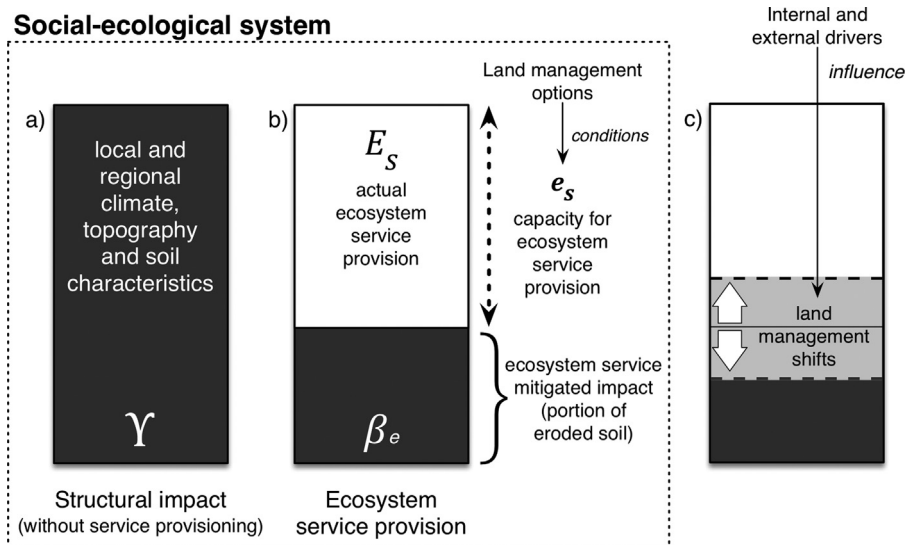 Social-ecological system
a)
local and
regional
climate,
topography
and soil
characteristics
ϒ
Structural impact
(without service provisioning)
b)
E_s
actual
ecosystem
service
provision
β_e
Ecosystem
service provision
Land management
options
conditions
e_s
capacity for
ecosystem
service
provision
ecosystem service
mitigated impact
(portion of
eroded soil)
Internal and
external drivers
influence
c)
land
management
shifts